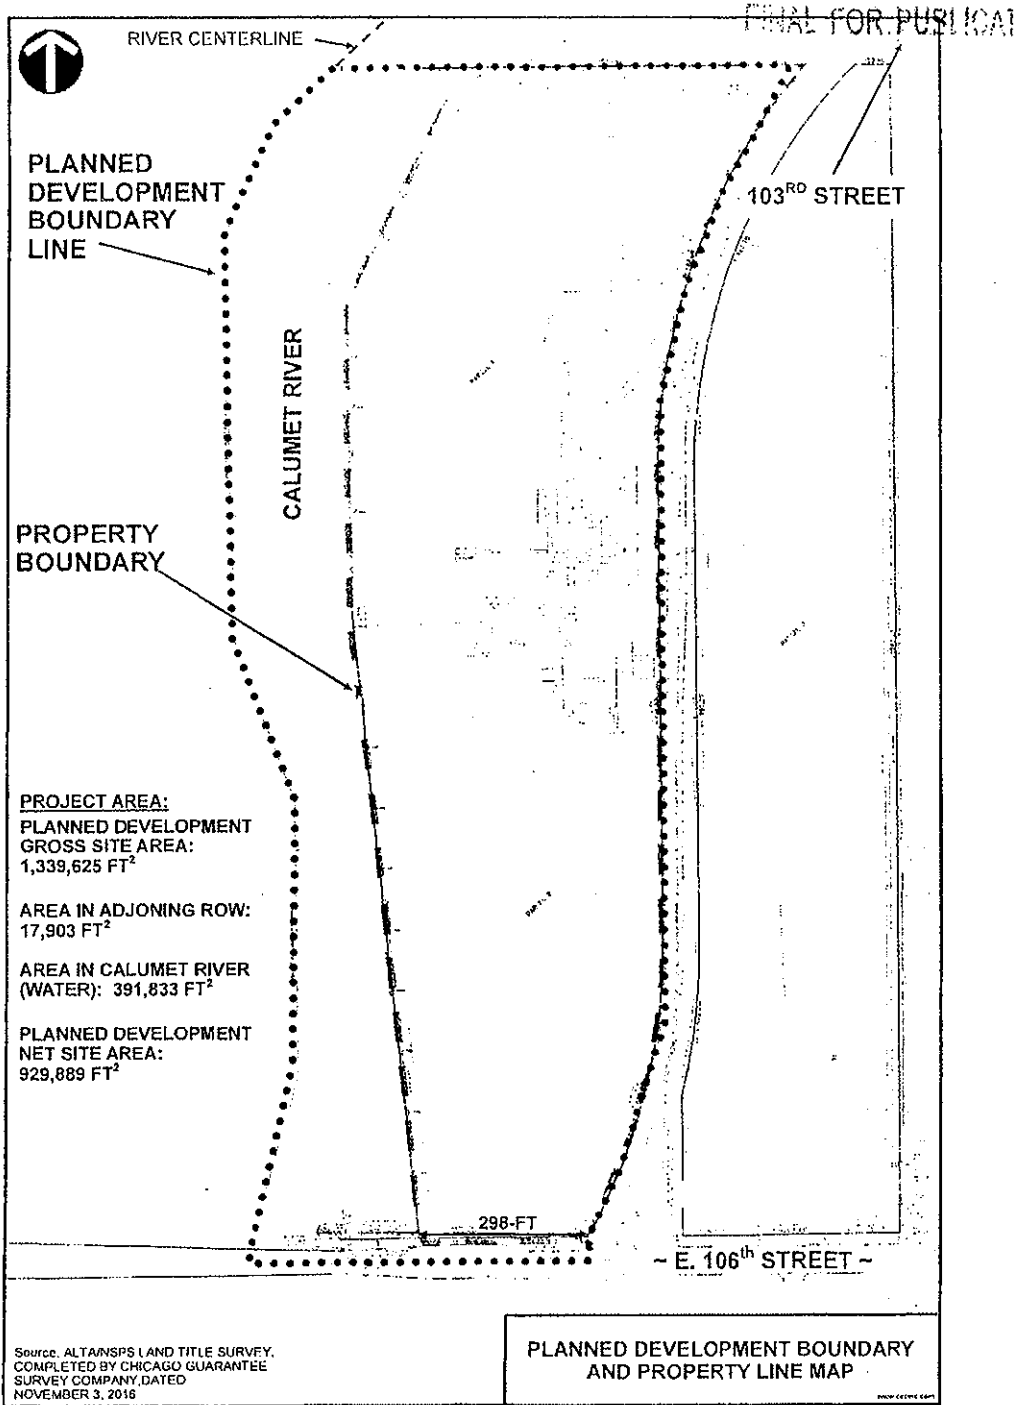 FINAL FOR PUBLICAT
RIVER CENTERLINE
PLANNED
DEVELOPMENT
BOUNDARY
LINE
103RD STREET
CALUMET RIVER
PROPERTY
BOUNDARY
PROJECT AREA:
PLANNED DEVELOPMENT
GROSS SITE AREA:
1,339,625 FT²
AREA IN ADJONING ROW:
17,903 FT²
AREA IN CALUMET RIVER
(WATER): 391,833 FT²
PLANNED DEVELOPMENT
NET SITE AREA:
929,889 FT²
298-FT
~ E. 106th STREET ~
Source: ALTA/NSPS LAND TITLE SURVEY,
COMPLETED BY CHICAGO GUARANTEE
SURVEY COMPANY, DATED
NOVEMBER 3, 2016
PLANNED DEVELOPMENT BOUNDARY
AND PROPERTY LINE MAP